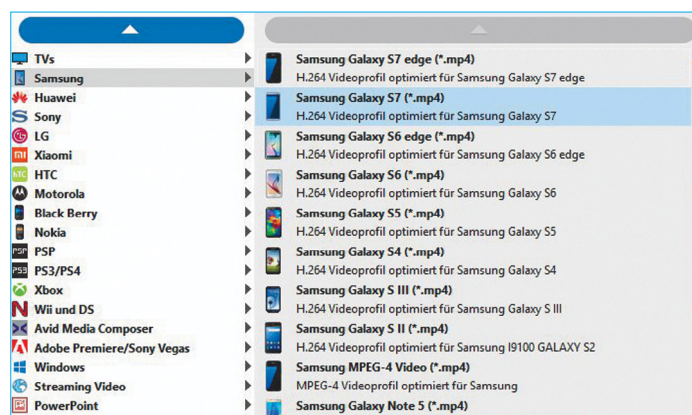 TVs
Samsung
Huawei
Sony
LG
Xiaomi
HTC
Motorola
Black Berry
Nokia
PSP
PS3/PS4
Xbox
Wii und DS
Avid Media Composer
Adobe Premiere/Sony Vegas
Windows
Streaming Video
PowerPoint
Samsung Galaxy S7 edge (*.mp4)
H.264 Videoprofil optimiert für Samsung Galaxy S7 edge
Samsung Galaxy S7 (*.mp4)
H.264 Videoprofil optimiert für Samsung Galaxy S7
Samsung Galaxy S6 edge (*.mp4)
H.264 Videoprofil optimiert für Samsung Galaxy S6 edge
Samsung Galaxy S6 (*.mp4)
H.264 Videoprofil optimiert für Samsung Galaxy S6
Samsung Galaxy S5 (*.mp4)
H.264 Videoprofil optimiert für Samsung Galaxy S5
Samsung Galaxy S4 (*.mp4)
H.264 Videoprofil optimiert für Samsung Galaxy S4
Samsung Galaxy S III (*.mp4)
H.264 Videoprofil optimiert für Samsung Galaxy S III
Samsung Galaxy S II (*.mp4)
H.264 Videoprofil optimiert für Samsung I9100 GALAXY S2
Samsung MPEG-4 Video (*.mp4)
MPEG-4 Videoprofil optimiert für Samsung
Samsung Galaxy Note 5 (*.mp4)